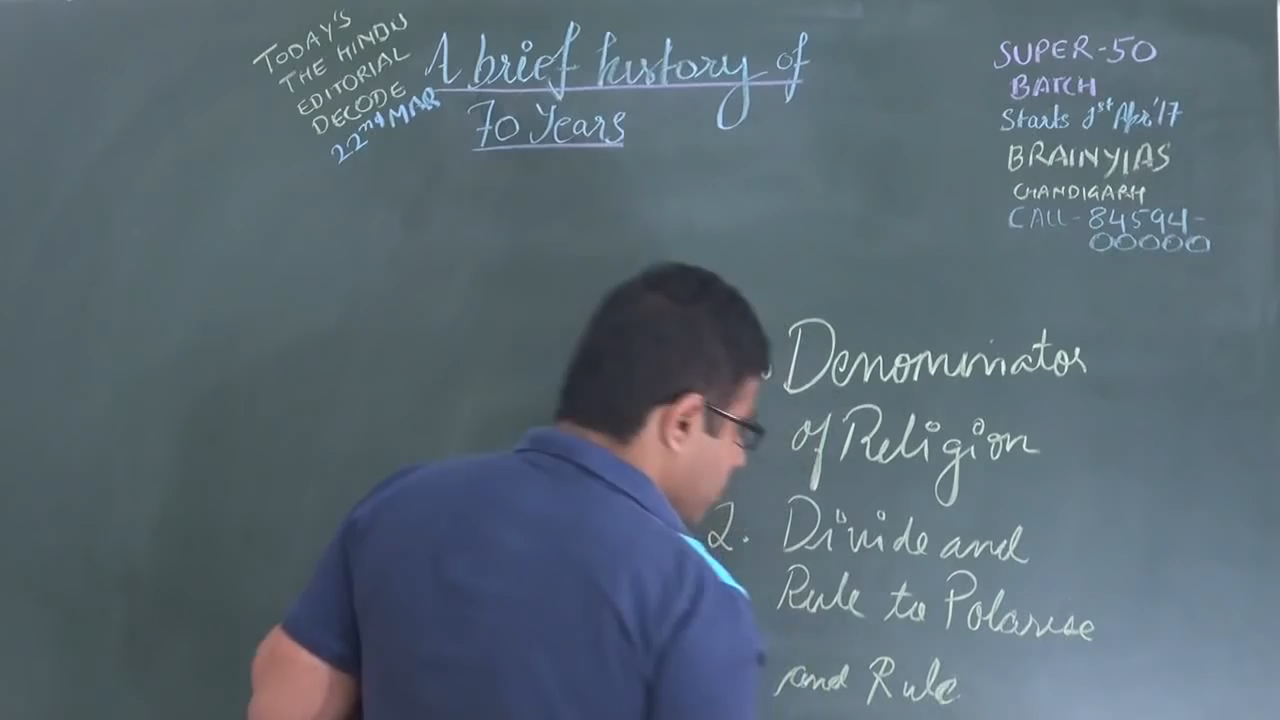 TODAY'S
THE HINDU
EDITORIAL
DECODE
22nd MAR
A brief history of
70 Years
SUPER-50
BATCH
Starts 1st Apr'17
BRAINYIAS
CHANDIGARH
CALL-84594-
00000
Denominator
of Religion
2. Divide and
Rule to Polarise
and Rule